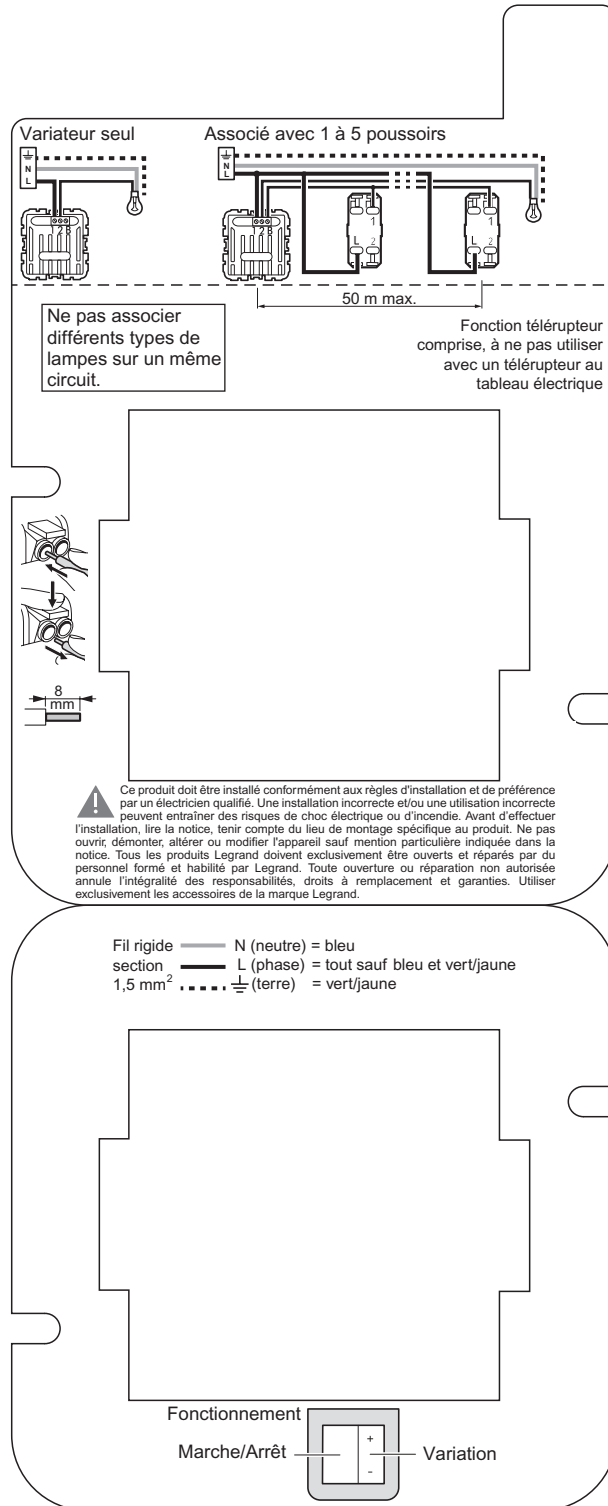 Variateur seul
Associé avec 1 à 5 poussoirs
N
L
1 2 3
N
L
1 2 3
1
L 2
1
L 2
50 m max.
Ne pas associer
différents types de
lampes sur un même
circuit.
Fonction télérupteur
comprise, à ne pas utiliser
avec un télérupteur au
tableau électrique
8
mm
Ce produit doit être installé conformément aux règles d'installation et de préférence
par un électricien qualifié. Une installation incorrecte et/ou une utilisation incorrecte
peuvent entraîner des risques de choc électrique ou d'incendie. Avant d'effectuer
l'installation, lire la notice, tenir compte du lieu de montage spécifique au produit. Ne pas
ouvrir, démonter, altérer ou modifier l'appareil sauf mention particulière indiquée dans la
notice. Tous les produits Legrand doivent exclusivement être ouverts et réparés par du
personnel formé et habilité par Legrand. Toute ouverture ou réparation non autorisée
annule l'intégralité des responsabilités, droits à remplacement et garanties. Utiliser
exclusivement les accessoires de la marque Legrand.
Fil rigide N (neutre) = bleu
section L (phase) = tout sauf bleu et vert/jaune
1,5 mm² (terre) = vert/jaune
Fonctionnement
Marche/Arrêt
+
-
Variation